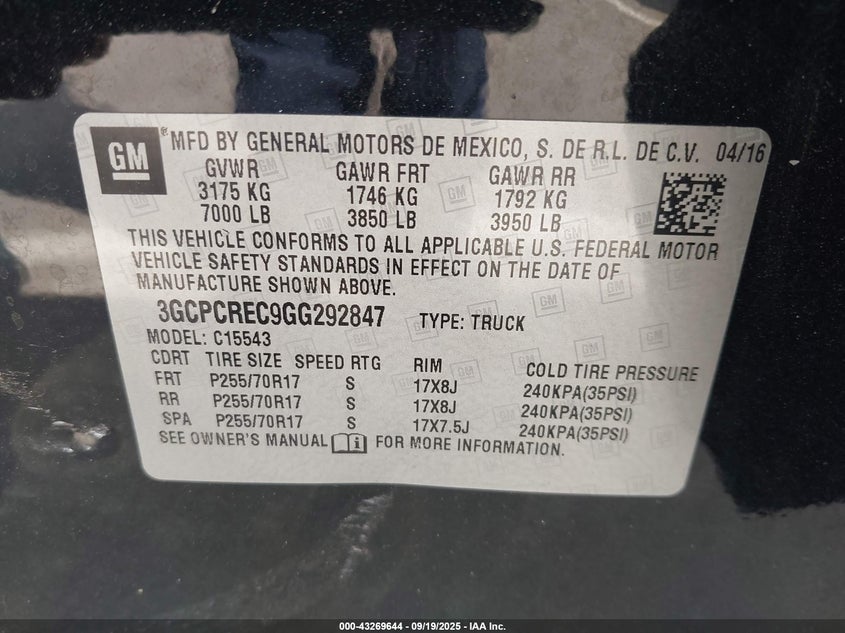 GM ® MFD BY GENERAL MOTORS DE MEXICO, S. DE R.L. DE C.V. 04/16
GVWR GAWR FRT GAWR RR
3175 KG 1746 KG 1792 KG
7000 LB 3850 LB 3950 LB
THIS VEHICLE CONFORMS TO ALL APPLICABLE U.S. FEDERAL MOTOR
VEHICLE SAFETY STANDARDS IN EFFECT ON THE DATE OF
MANUFACTURE SHOWN ABOVE.
3GCPCREC9GG292847 TYPE: TRUCK
MODEL: C15543
CDRT TIRE SIZE SPEED RTG RIM COLD TIRE PRESSURE
FRT P255/70R17 S 17X8J 240KPA(35PSI)
RR P255/70R17 S 17X8J 240KPA(35PSI)
SPA P255/70R17 S 17X7.5J 240KPA(35PSI)
SEE OWNER'S MANUAL i FOR MORE INFORMATION.
000-43269644 - 09/19/2025 - IAA Inc.